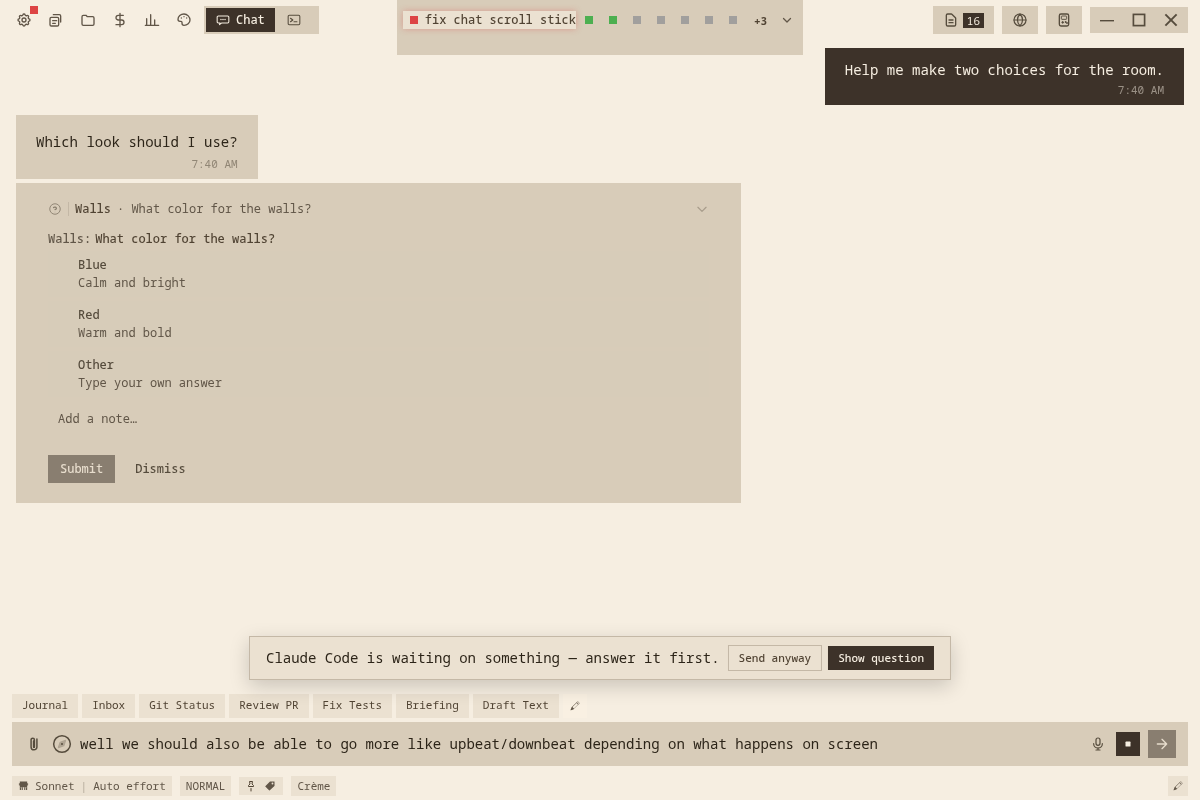 Chat
fix chat scroll stick
+3
16
Help me make two choices for the room.
7:40 AM
Which look should I use?
7:40 AM
Walls · What color for the walls?
Walls: What color for the walls?
Blue
Calm and bright
Red
Warm and bold
Other
Type your own answer
Add a note…
Submit Dismiss
Claude Code is waiting on something — answer it first. Send anyway Show question
Journal Inbox Git Status Review PR Fix Tests Briefing Draft Text
well we should also be able to go more like upbeat/downbeat depending on what happens on screen
Sonnet | Auto effort NORMAL Crème